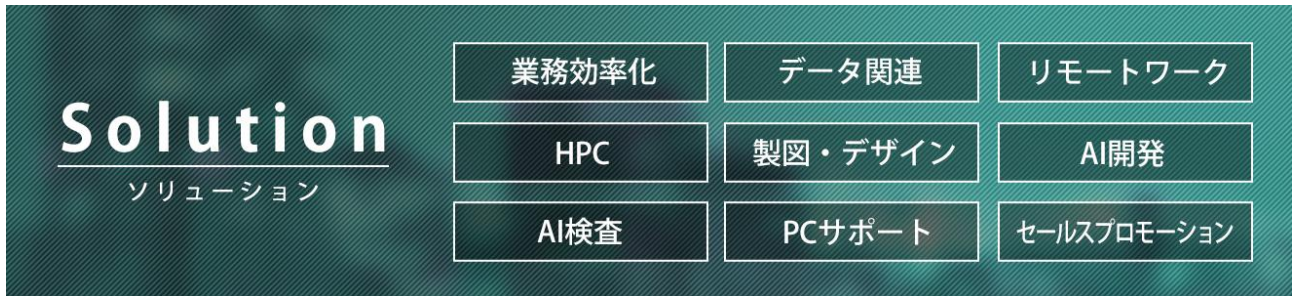 Solution
ソリューション
業務効率化
データ関連
リモートワーク
HPC
製図・デザイン
AI開発
AI検査
PCサポート
セールスプロモーション